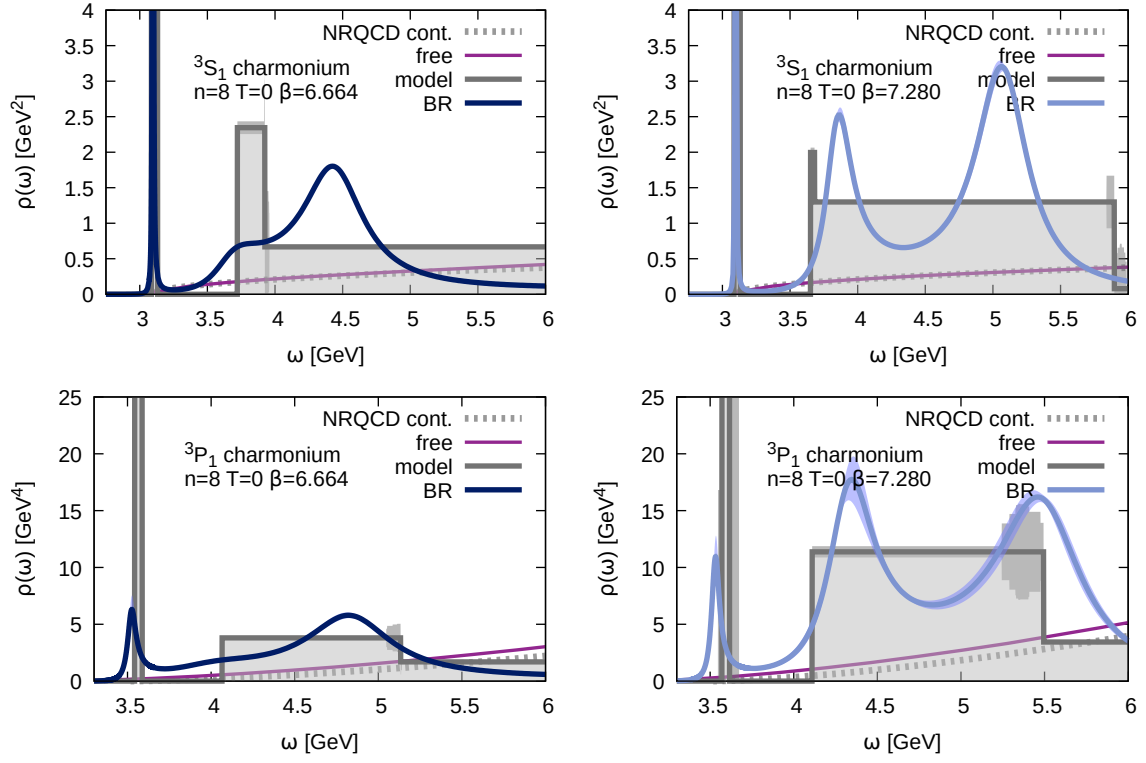 4
3.5
3
2.5
2
1.5
1
0.5
0
ρ(ω) [GeV²]
NRQCD cont.
free
model
BR
³S₁ charmonium
n=8 T=0 β=6.664
3 3.5 4 4.5 5 5.5 6
ω [GeV]
4
3.5
3
2.5
2
1.5
1
0.5
0
ρ(ω) [GeV²]
NRQCD cont.
free
model
BR
³S₁ charmonium
n=8 T=0 β=7.280
3 3.5 4 4.5 5 5.5 6
ω [GeV]
25
20
15
10
5
0
ρ(ω) [GeV⁴]
NRQCD cont.
free
model
BR
³P₁ charmonium
n=8 T=0 β=6.664
3.5 4 4.5 5 5.5 6
ω [GeV]
25
20
15
10
5
0
ρ(ω) [GeV⁴]
NRQCD cont.
free
model
BR
³P₁ charmonium
n=8 T=0 β=7.280
3.5 4 4.5 5 5.5 6
ω [GeV]